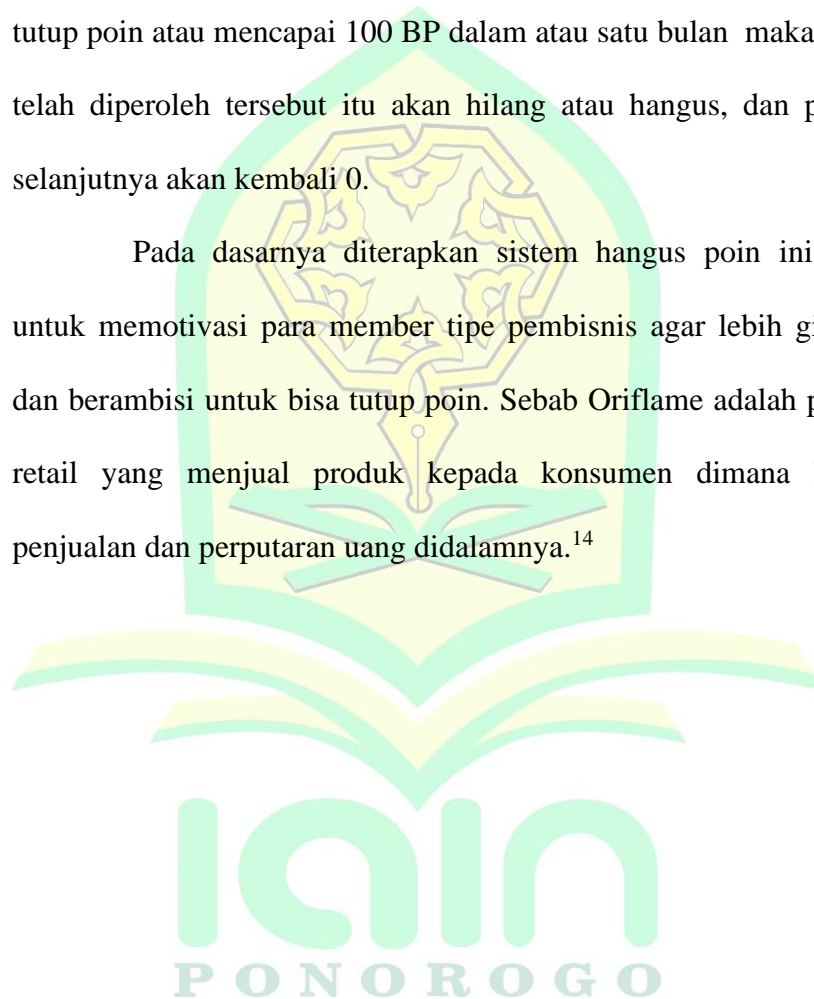 tutup poin atau mencapai 100 BP dalam atau satu bulan maka
telah diperoleh tersebut itu akan hilang atau hangus, dan
selanjutnya akan kembali 0.
Pada dasarnya diterapkan sistem hangus poin ini
untuk memotivasi para member tipe pembisnis agar lebih
dan berambisi untuk bisa tutup poin. Sebab Oriflame adalah
retail yang menjual produk kepada konsumen dimana
penjualan dan perputaran uang didalamnya.14
iain
PONOROGO